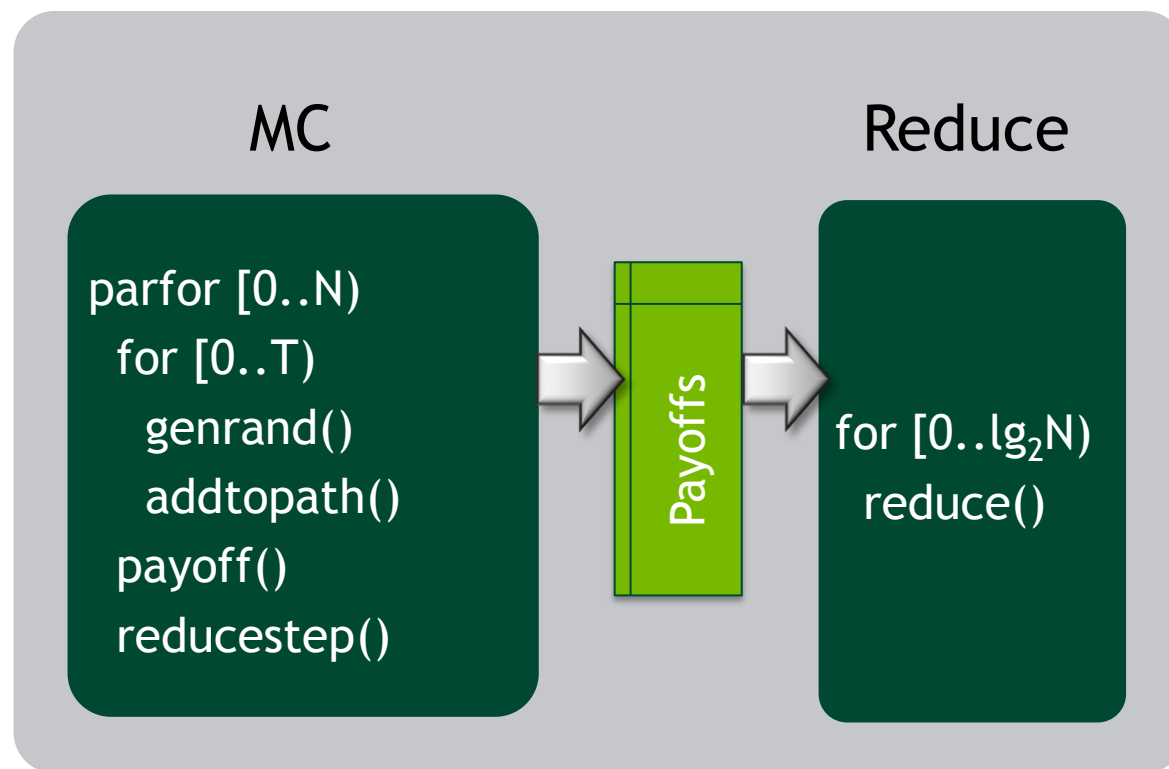 MC
parfor [0..N)
for [0..T)
genrand()
addtopath()
payoff()
reducestep()
Payoffs
Reduce
for [0..lg₂N)
reduce()